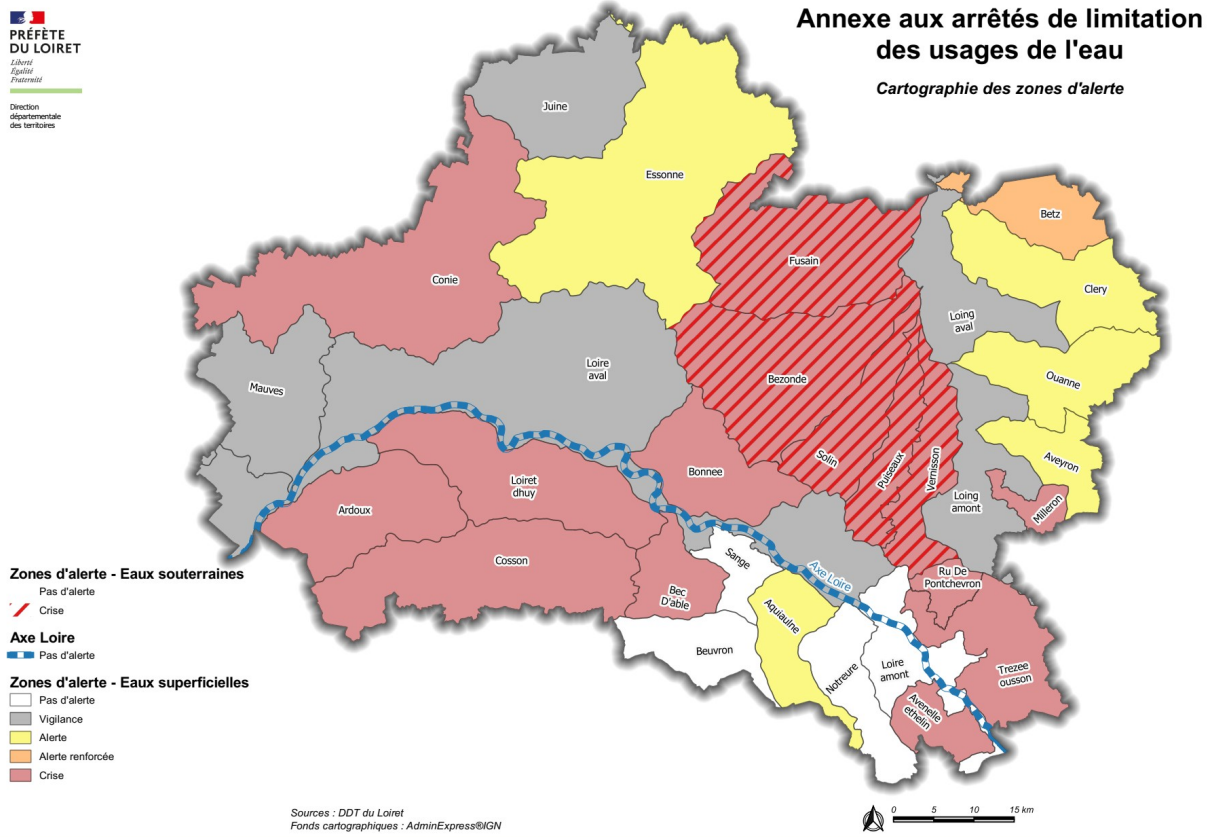 PRÉFÈTE
DU LOIRET
Liberté
Égalité
Fraternité
Direction
départementale
des territoires
Annexe aux arrêtés de limitation
des usages de l'eau
Cartographie des zones d'alerte
Juine
Essonne
Betz
Fusain
Conie
Clery
Loing
aval
Loire
aval
Bezonde
Ouanne
Mauves
Solin
Puiseaux
Vernisson
Aveyron
Bonnee
Loiret
dhuy
Ardoux
Loing
amont
Milleron
Cosson
Sange
Axe Loire
Ru De
Pontchevron
Bec
D'able
Aquiaulne
Beuvron
Notreure
Loire
amont
Trezee
ousson
Avenelle
ethelin
Zones d'alerte - Eaux souterraines
Pas d'alerte
Crise
Axe Loire
Pas d'alerte
Zones d'alerte - Eaux superficielles
Pas d'alerte
Vigilance
Alerte
Alerte renforcée
Crise
Sources : DDT du Loiret
Fonds cartographiques : AdminExpress®IGN
0 5 10 15 km